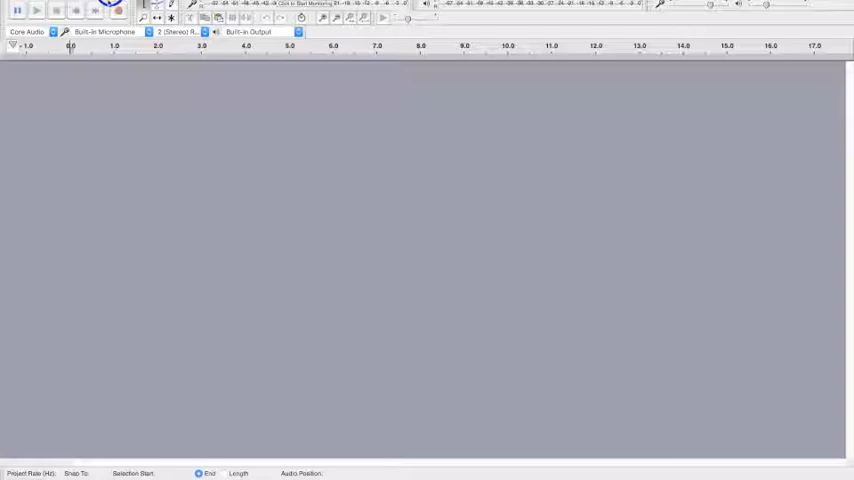 Click to Start Monitoring
Core Audio Built-in Microphone 2 (Stereo) R... Built-in Output
-1.0 0.0 1.0 2.0 3.0 4.0 5.0 6.0 7.0 8.0 9.0 10.0 11.0 12.0 13.0 14.0 15.0 16.0 17.0
Project Rate (Hz): Snap To: Selection Start: End Length Audio Position: